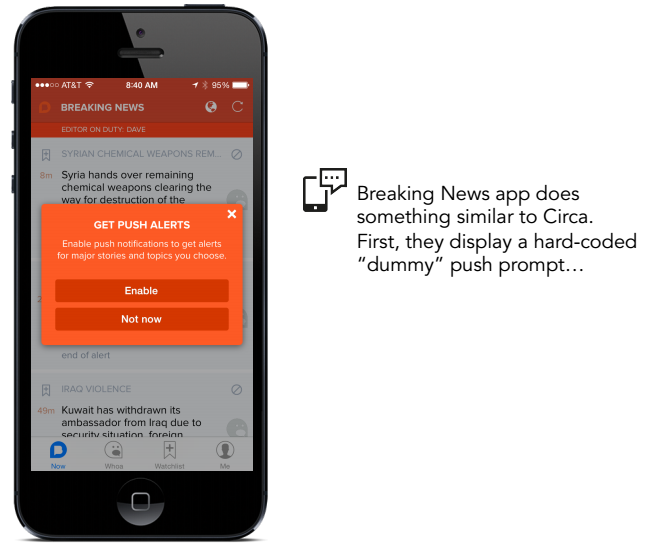 AT&T 8:40 AM 95%
BREAKING NEWS
EDITOR ON DUTY: DAVE
SYRIAN CHEMICAL WEAPONS REM...
8m Syria hands over remaining
chemical weapons clearing the
way for destruction of the
GET PUSH ALERTS
Enable push notifications to get alerts
for major stories and topics you choose.
Enable
Not now
end of alert
IRAQ VIOLENCE
49m Kuwait has withdrawn its
ambassador from Iraq due to
security situation, foreign
Now Whoa Watchlist Me
Breaking News app does
something similar to Circa.
First, they display a hard-coded
“dummy” push prompt…